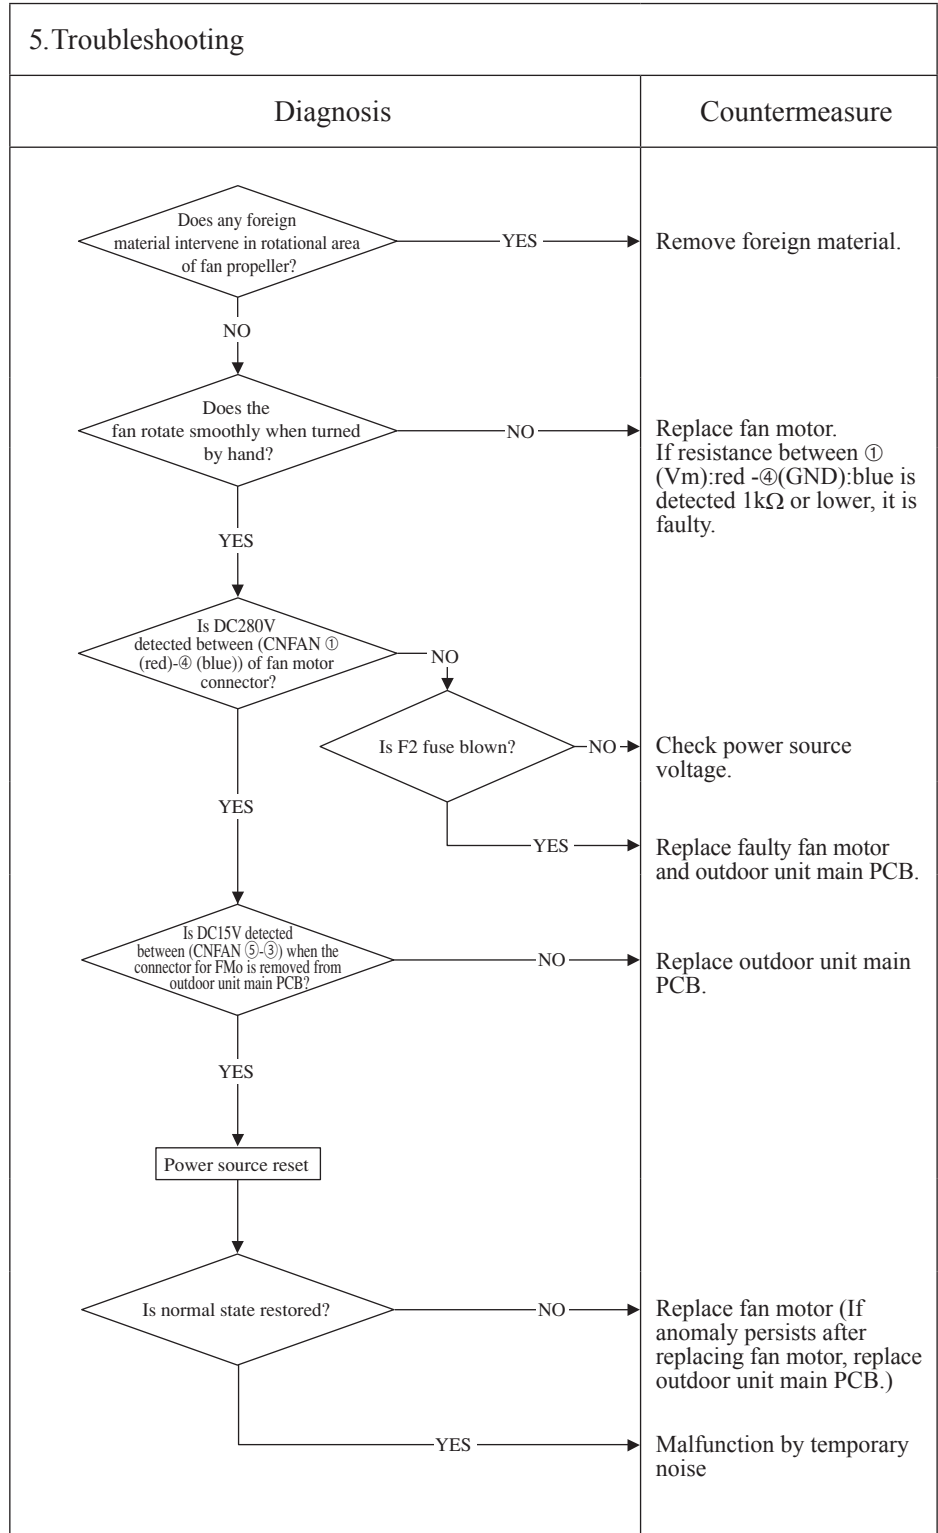 5.Troubleshooting
Diagnosis
Countermeasure
Does any foreign
material intervene in rotational area
of fan propeller?
YES
Remove foreign material.
NO
Does the
fan rotate smoothly when turned
by hand?
NO
Replace fan motor.
If resistance between ①
(Vm):red -④(GND):blue is
detected 1kΩ or lower, it is
faulty.
YES
Is DC280V
detected between (CNFAN ①
(red)-④ (blue)) of fan motor
connector?
NO
Is F2 fuse blown?
NO
Check power source
voltage.
YES
YES
Replace faulty fan motor
and outdoor unit main PCB.
Is DC15V detected
between (CNFAN ⑤-③) when the
connector for FMo is removed from
outdoor unit main PCB?
NO
Replace outdoor unit main
PCB.
YES
Power source reset
Is normal state restored?
NO
Replace fan motor (If
anomaly persists after
replacing fan motor, replace
outdoor unit main PCB.)
YES
Malfunction by temporary
noise